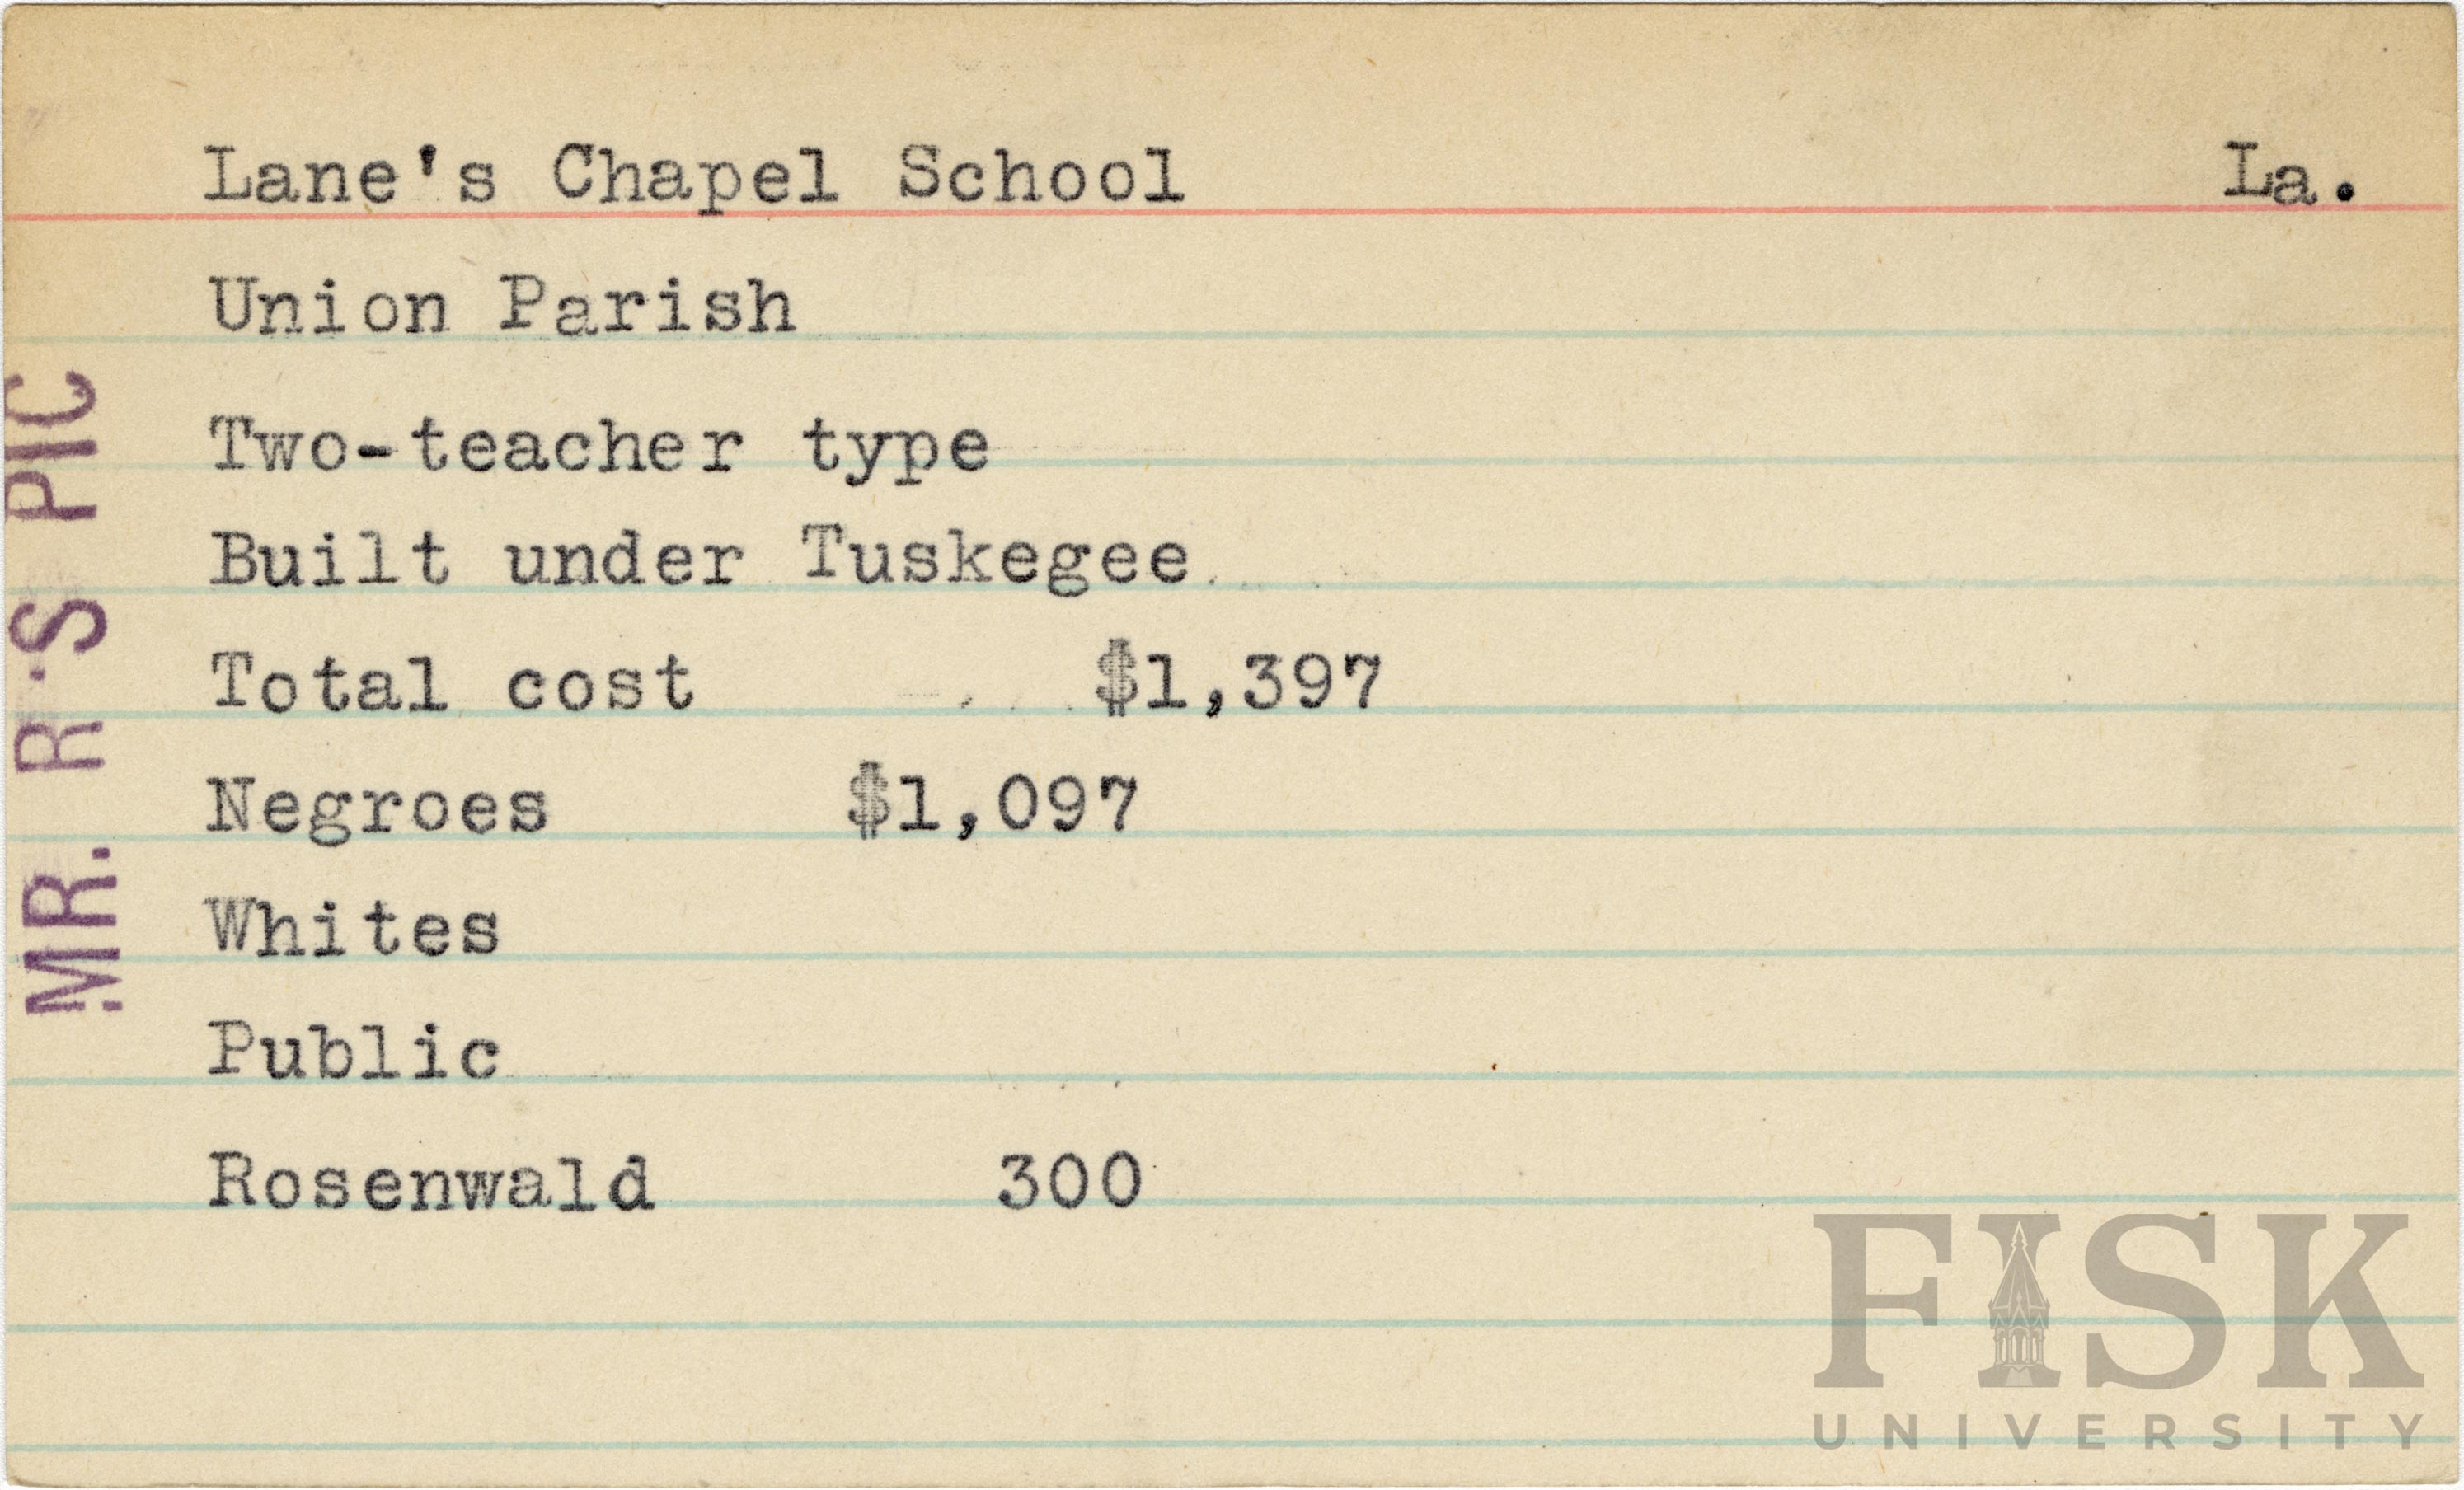 Lane's Chapel School La.
Union Parish
Two-teacher type
Built under Tuskegee
Total cost $1,397
Negroes $1,097
Whites
Public
Rosenwald 300
MR. R·S PIC
FISK
UNIVERSITY